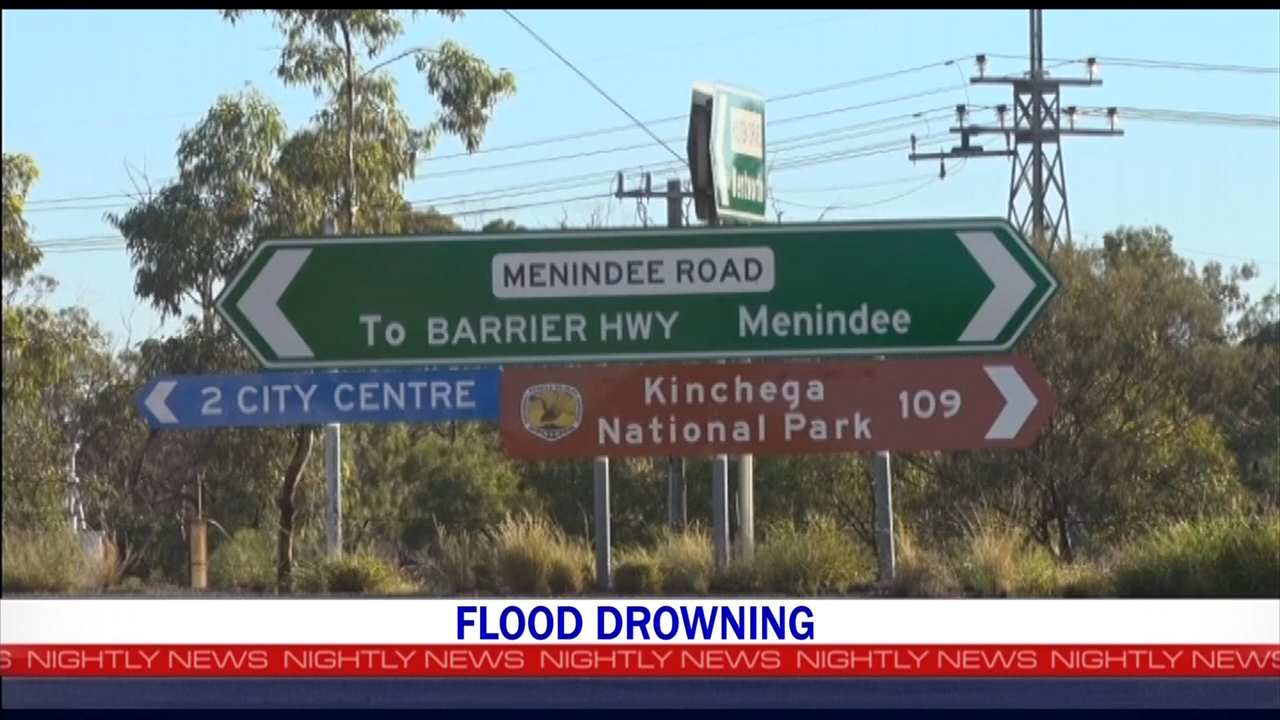 Wentworth
MENINDEE ROAD
To BARRIER HWY Menindee
2 CITY CENTRE
Kinchega
National Park
109
FLOOD DROWNING
NIGHTLY NEWS NIGHTLY NEWS NIGHTLY NEWS NIGHTLY NEWS NIGHTLY NEWS